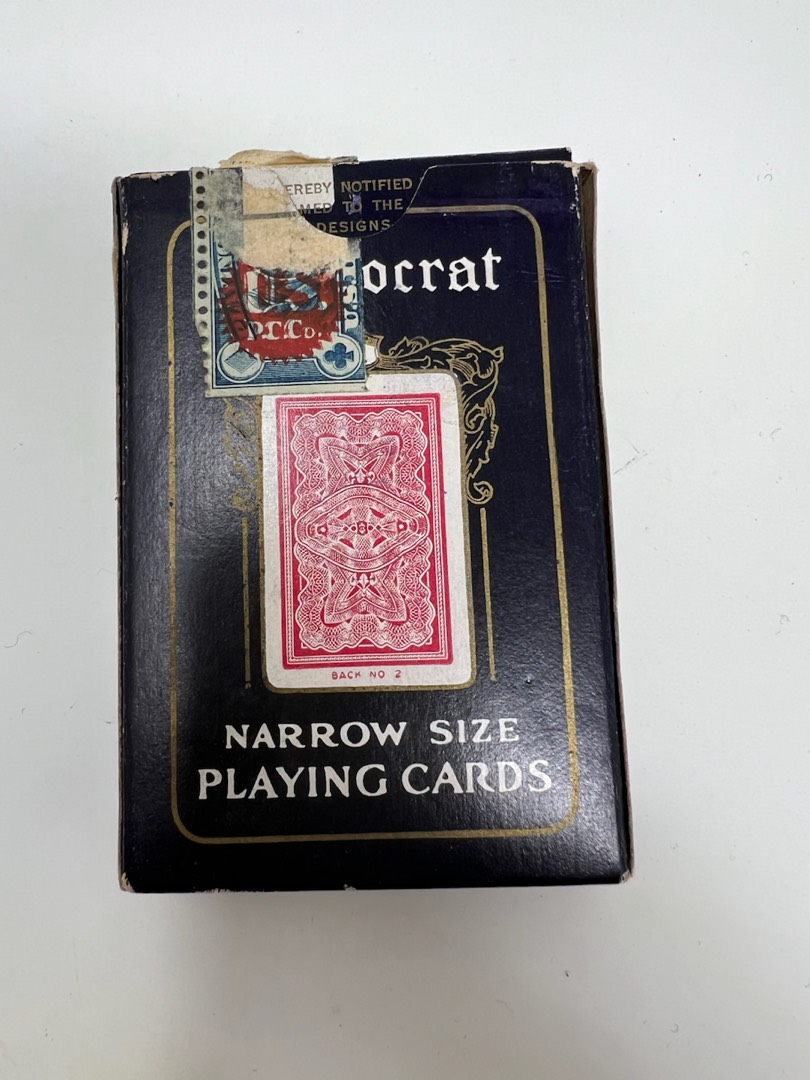 EREBY NOTIFIED
MED TO THE
DESIGNS
ocrat
U.S.
P.C.Co.
BACK NO 2
NARROW SIZE
PLAYING CARDS